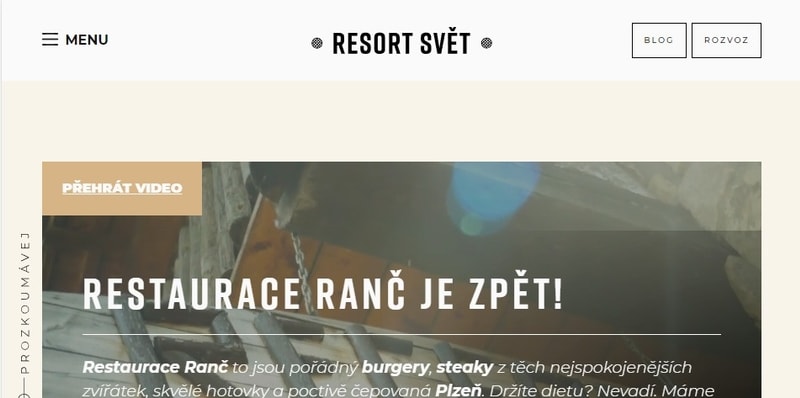 MENU
RESORT SVĚT
BLOG
ROZVOZ
PŘEHRÁT VIDEO
PROZKOUMÁVEJ
RESTAURACE RANČ JE ZPĚT!
Restaurace Ranč to jsou pořádný burgery, steaky z těch nejspokojenějších
zvířátek, skvělé hotovky a poctivě čepovaná Plzeň. Držíte dietu? Nevadí. Máme